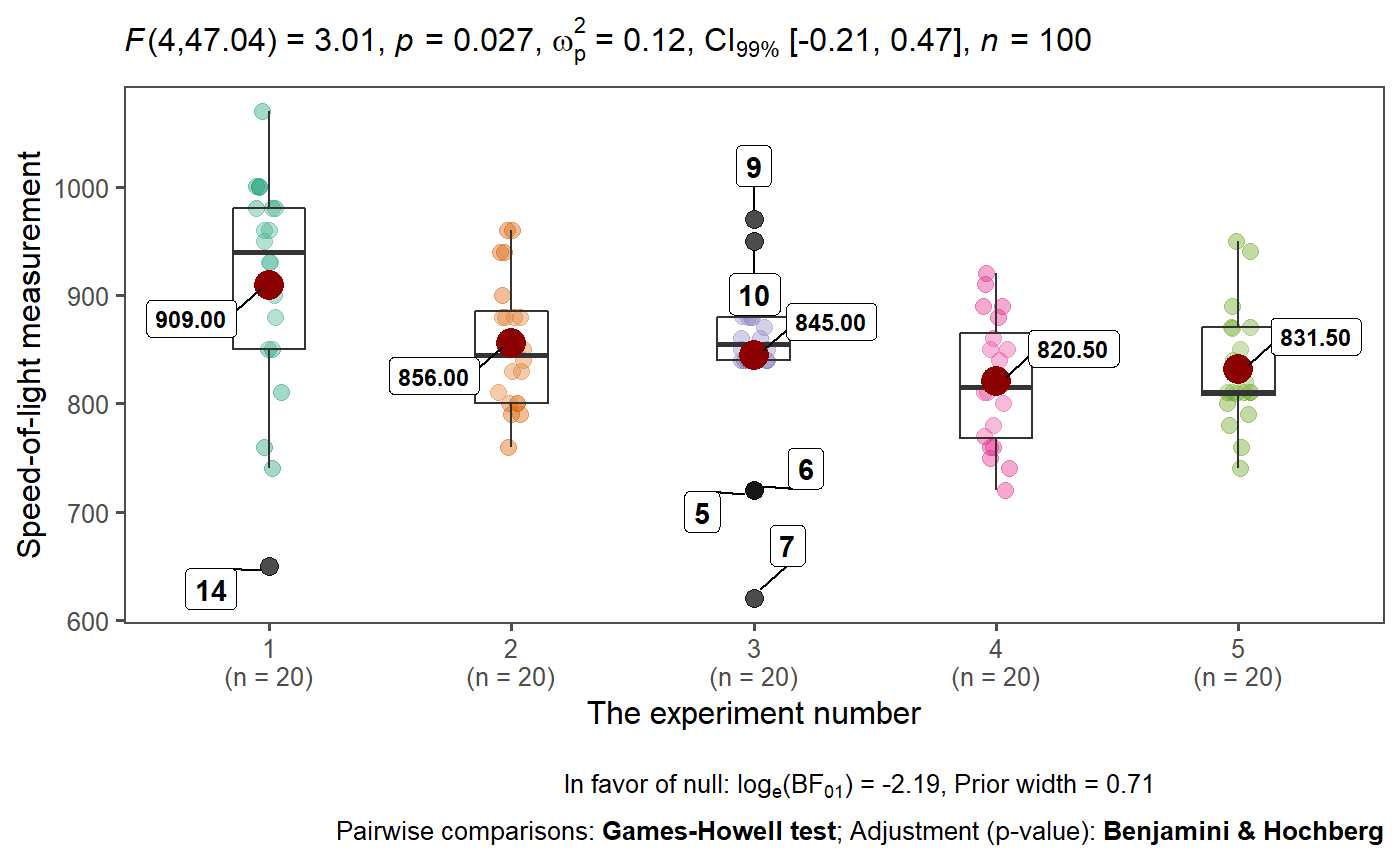 F(4,47.04) = 3.01, p = 0.027, ω²ₚ = 0.12, CI₉₉% [-0.21, 0.47], n = 100
Speed-of-light measurement
1000
900
800
700
600
909.00
14
856.00
9
10
845.00
6
5
7
820.50
831.50
1 2 3 4 5
(n = 20) (n = 20) (n = 20) (n = 20) (n = 20)
The experiment number
In favor of null: logₑ(BF₀₁) = -2.19, Prior width = 0.71
Pairwise comparisons: Games-Howell test; Adjustment (p-value): Benjamini & Hochberg